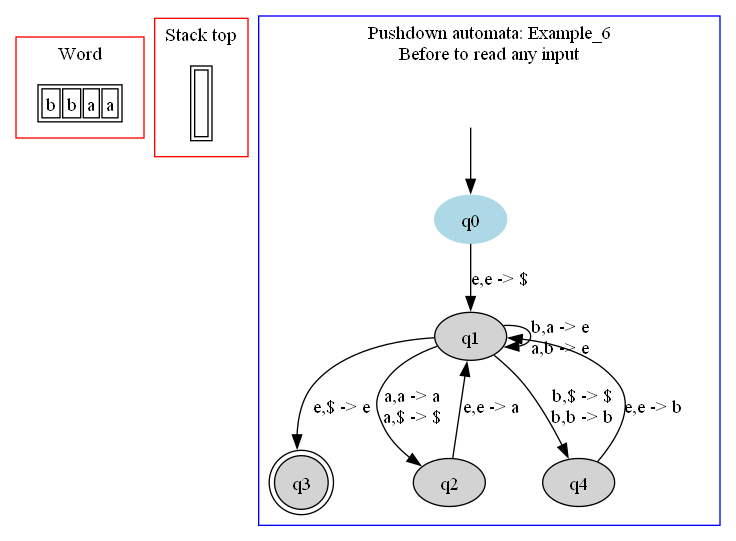 Word
b b a a
Stack top
Pushdown automata: Example_6
Before to read any input
q0
e,e -> $
q1
b,a -> e
a,b -> e
e,$ -> e
a,a -> a
a,$ -> $
e,e -> a
b,$ -> $
b,b -> b
e,e -> b
q3
q2
q4